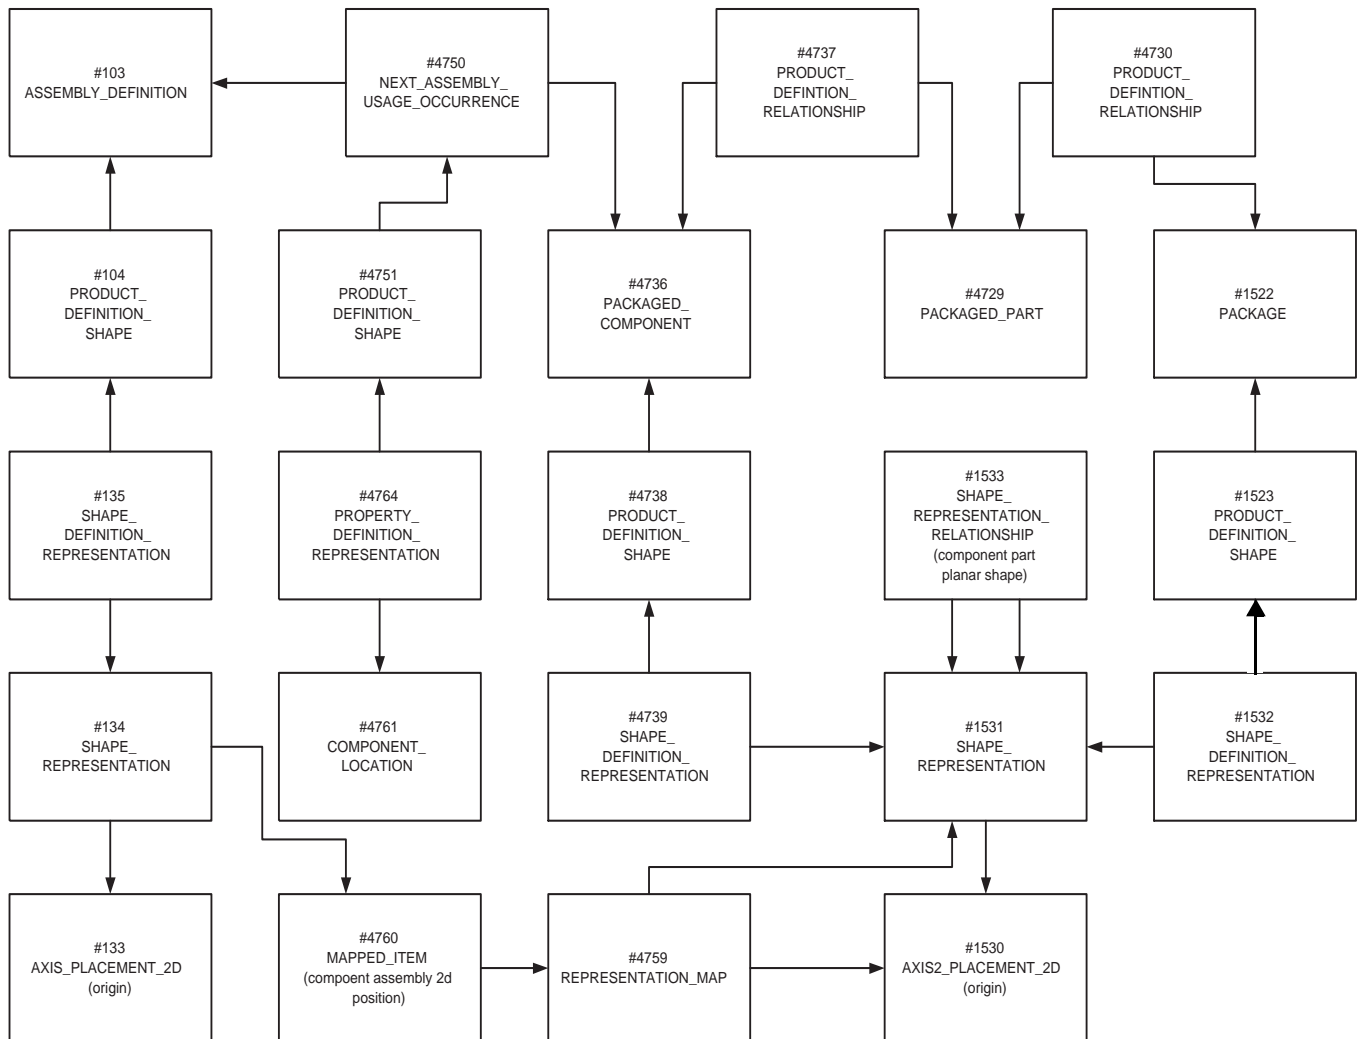 #103
ASSEMBLY_DEFINITION
#4750
NEXT_ASSEMBLY_
USAGE_OCCURRENCE
#4737
PRODUCT_
DEFINTION_
RELATIONSHIP
#4730
PRODUCT_
DEFINTION_
RELATIONSHIP
#104
PRODUCT_
DEFINITION_
SHAPE
#4751
PRODUCT_
DEFINITION_
SHAPE
#4736
PACKAGED_
COMPONENT
#4729
PACKAGED_PART
#1522
PACKAGE
#135
SHAPE_
DEFINITION_
REPRESENTATION
#4764
PROPERTY_
DEFINITION_
REPRESENTATION
#4738
PRODUCT_
DEFINITION_
SHAPE
#1533
SHAPE_
REPRESENTATION_
RELATIONSHIP
(component part
planar shape)
#1523
PRODUCT_
DEFINITION_
SHAPE
#134
SHAPE_
REPRESENTATION
#4761
COMPONENT_
LOCATION
#4739
SHAPE_
DEFINITION_
REPRESENTATION
#1531
SHAPE_
REPRESENTATION
#1532
SHAPE_
DEFINITION_
REPRESENTATION
#133
AXIS_PLACEMENT_2D
(origin)
#4760
MAPPED_ITEM
(compoent assembly 2d
position)
#4759
REPRESENTATION_MAP
#1530
AXIS2_PLACEMENT_2D
(origin)